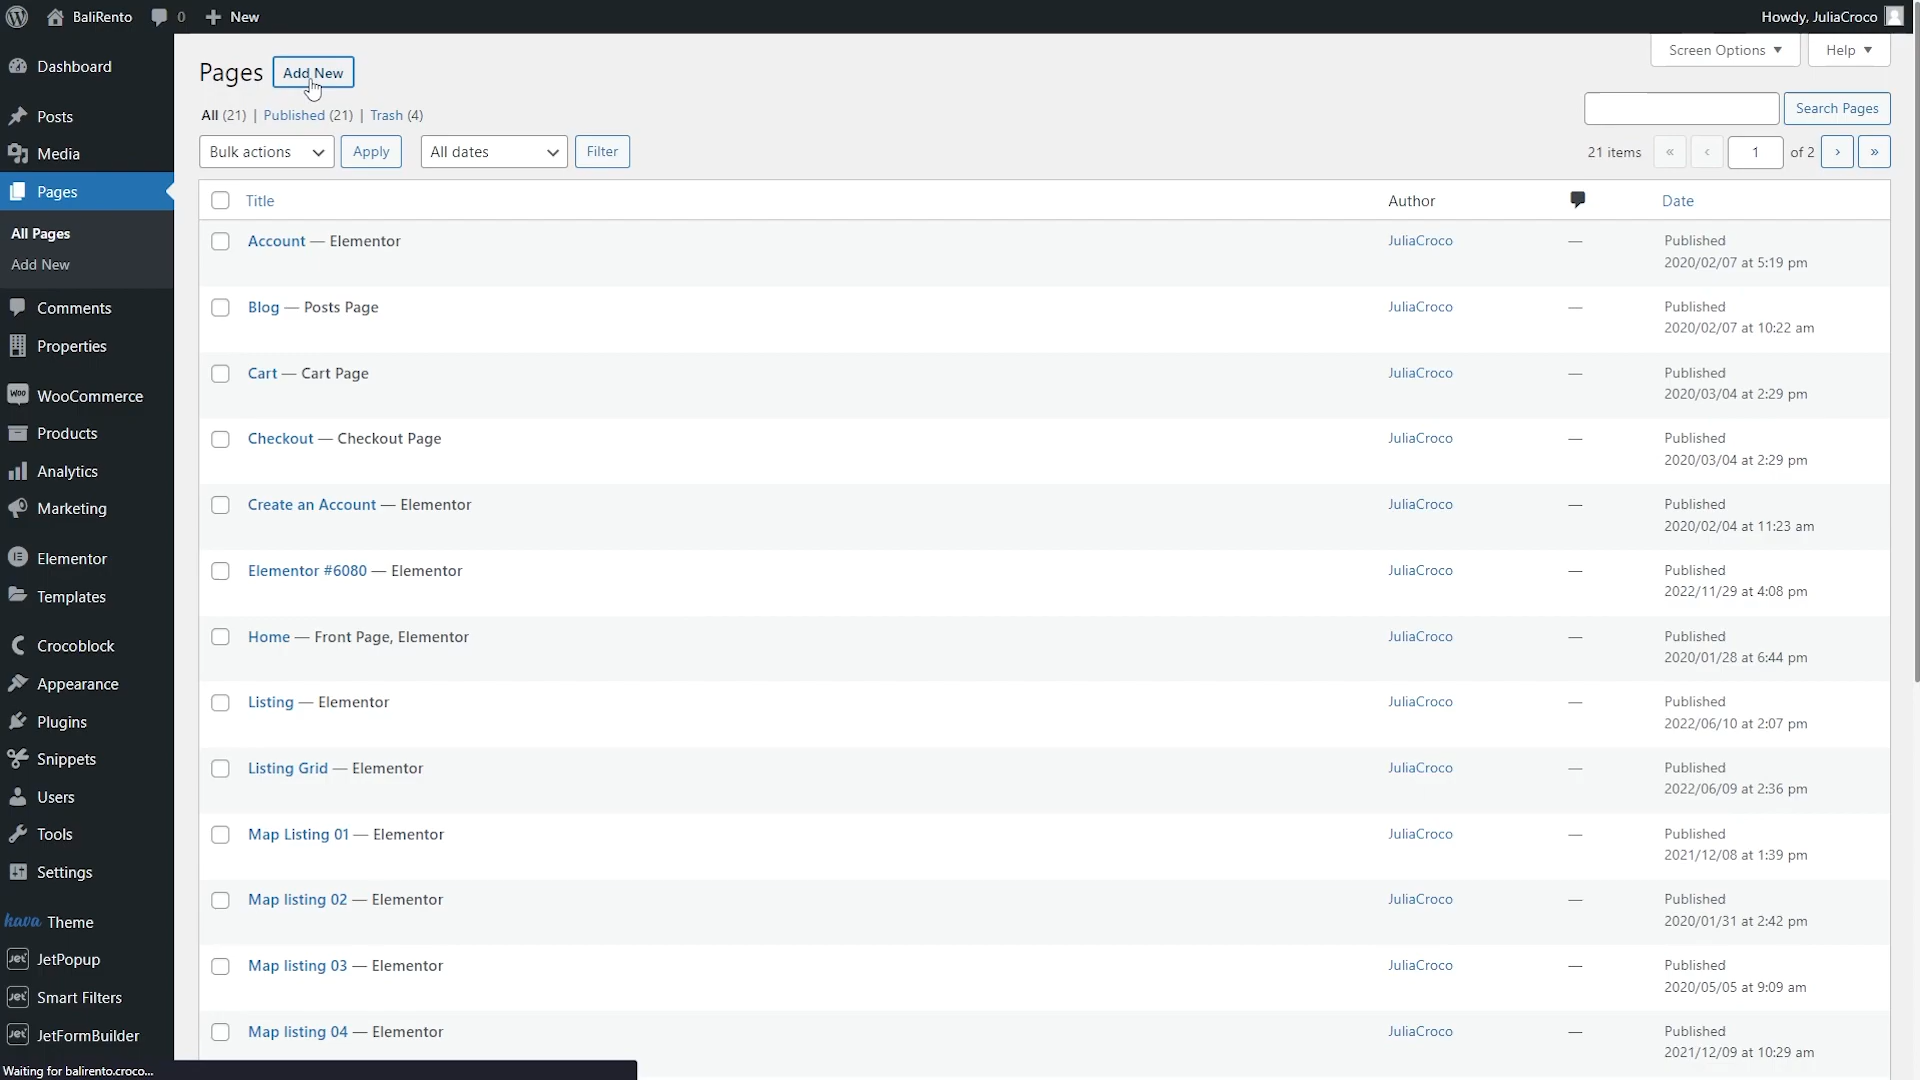 BaliRento
0
New
Howdy, JuliaCroco
Dashboard
Posts
Media
Pages
All Pages
Add New
Comments
Properties
WooCommerce
Products
Analytics
Marketing
Elementor
Templates
Crocoblock
Appearance
Plugins
Snippets
Users
Tools
Settings
kava Theme
JetPopup
Smart Filters
JetFormBuilder
Waiting for balirento.croco...
Screen Options
Help
Pages
Add New
All (21) | Published (21) | Trash (4)
Search Pages
Bulk actions
Apply
All dates
Filter
21 items « ‹ 1 of 2 › »
Title Author Date
Account — Elementor JuliaCroco — Published
2020/02/07 at 5:19 pm
Blog — Posts Page JuliaCroco — Published
2020/02/07 at 10:22 am
Cart — Cart Page JuliaCroco — Published
2020/03/04 at 2:29 pm
Checkout — Checkout Page JuliaCroco — Published
2020/03/04 at 2:29 pm
Create an Account — Elementor JuliaCroco — Published
2020/02/04 at 11:23 am
Elementor #6080 — Elementor JuliaCroco — Published
2022/11/29 at 4:08 pm
Home — Front Page, Elementor JuliaCroco — Published
2020/01/28 at 6:44 pm
Listing — Elementor JuliaCroco — Published
2022/06/10 at 2:07 pm
Listing Grid — Elementor JuliaCroco — Published
2022/06/09 at 2:36 pm
Map Listing 01 — Elementor JuliaCroco — Published
2021/12/08 at 1:39 pm
Map listing 02 — Elementor JuliaCroco — Published
2020/01/31 at 2:42 pm
Map listing 03 — Elementor JuliaCroco — Published
2020/05/05 at 9:09 am
Map listing 04 — Elementor JuliaCroco — Published
2021/12/09 at 10:29 am